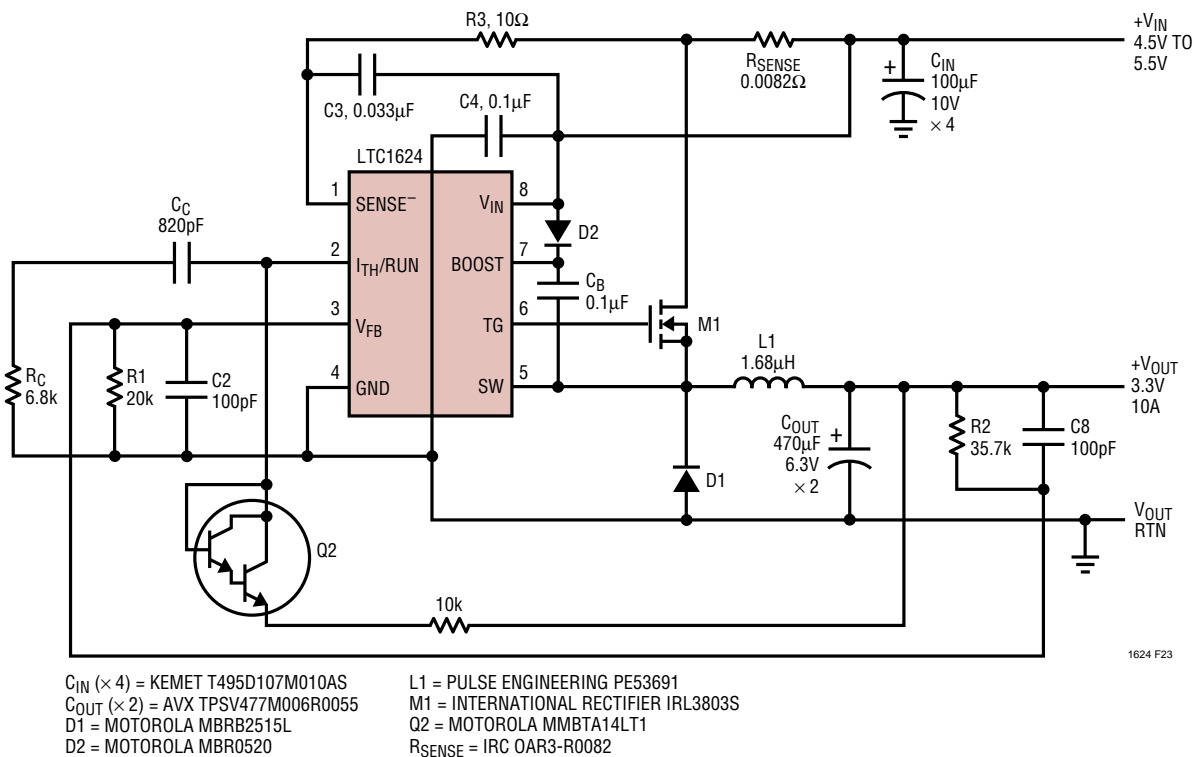 R3, 10Ω
RSENSE
0.0082Ω
+VIN
4.5V TO
5.5V
+
CIN
100µF
10V
× 4
C3, 0.033µF
C4, 0.1µF
LTC1624
1
SENSE–
VIN
8
D2
CC
820pF
2
ITH/RUN
BOOST
7
CB
0.1µF
3
VFB
TG
6
M1
4
GND
SW
5
L1
1.68µH
+VOUT
3.3V
10A
RC
6.8k
R1
20k
C2
100pF
COUT
470µF
6.3V
× 2
+
R2
35.7k
C8
100pF
D1
VOUT
RTN
Q2
10k
1624 F23
CIN (× 4) = KEMET T495D107M010AS
COUT (× 2) = AVX TPSV477M006R0055
D1 = MOTOROLA MBRB2515L
D2 = MOTOROLA MBR0520
L1 = PULSE ENGINEERING PE53691
M1 = INTERNATIONAL RECTIFIER IRL3803S
Q2 = MOTOROLA MMBTA14LT1
RSENSE = IRC OAR3-R0082